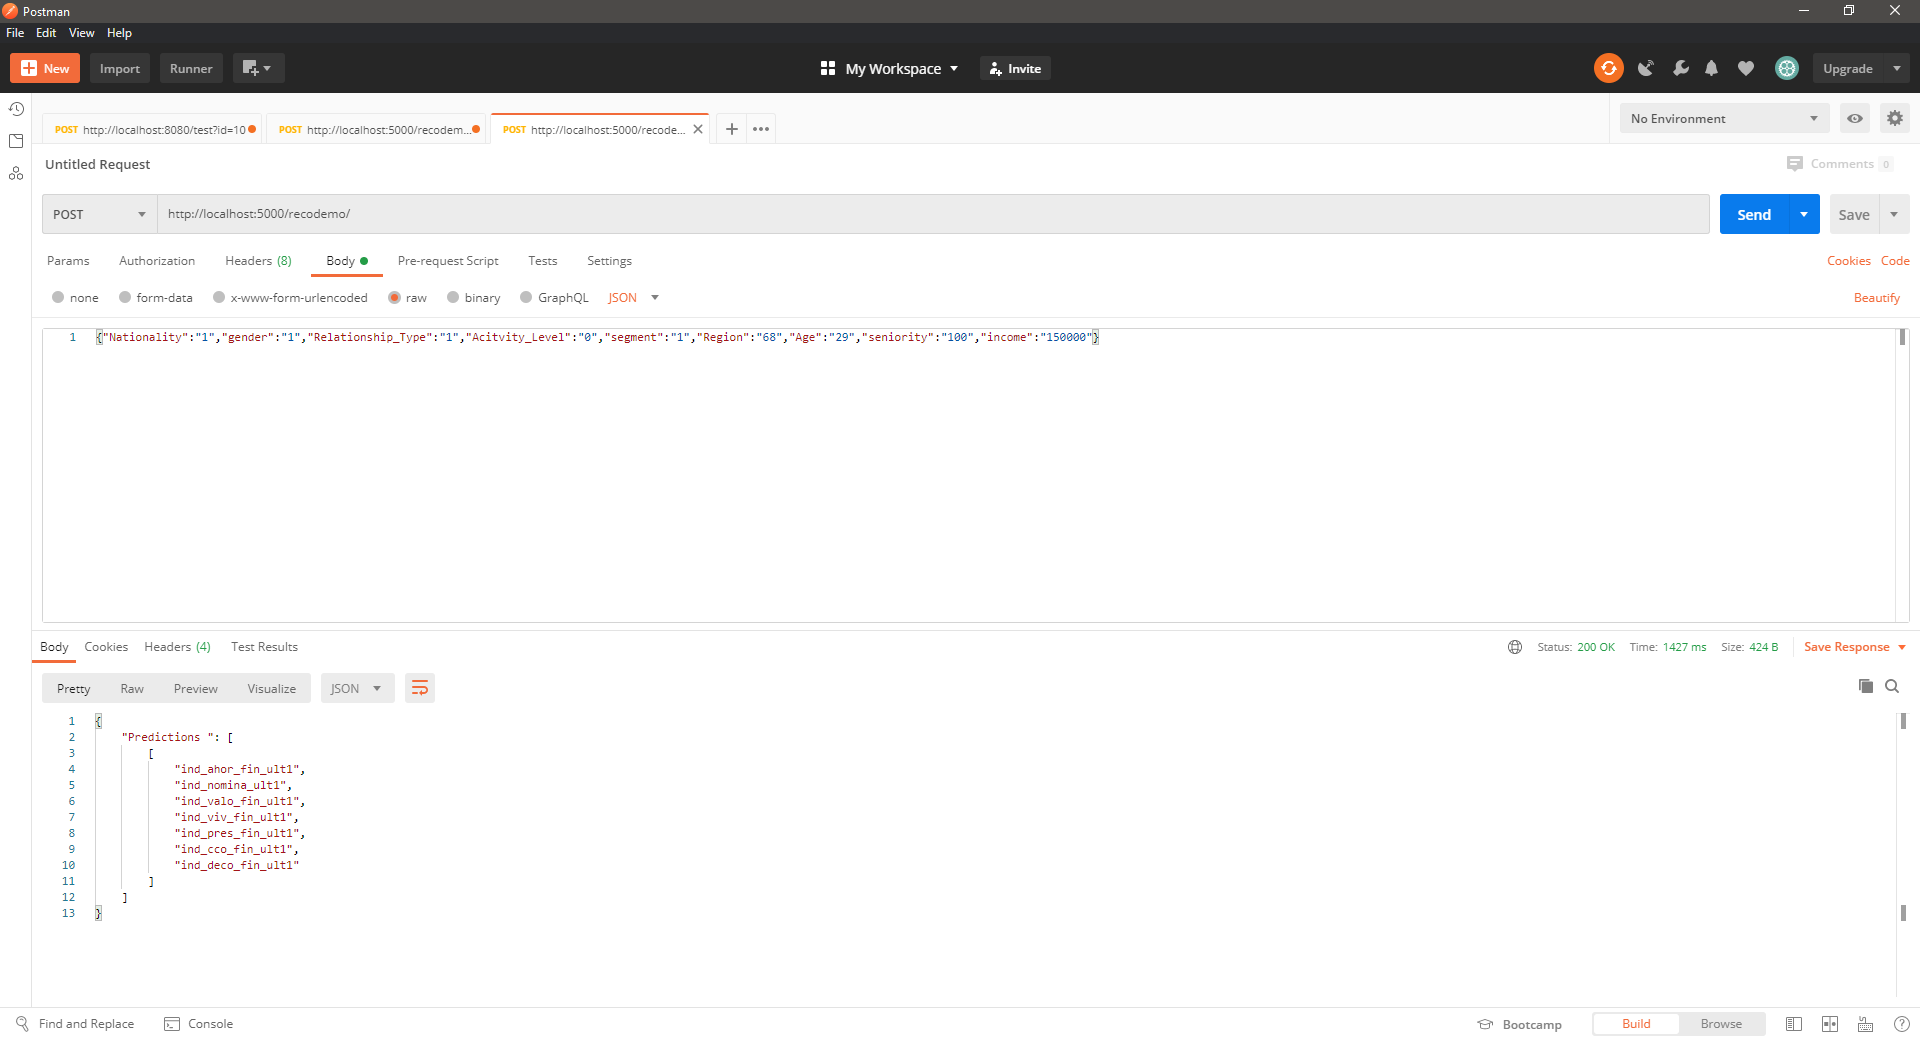 Postman
File Edit View Help
New Import Runner My Workspace Invite Upgrade
POST http://localhost:8080/test?id=10 POST http://localhost:5000/recodem... POST http://localhost:5000/recode... No Environment
Untitled Request Comments 0
POST http://localhost:5000/recodemo/ Send Save
Params Authorization Headers (8) Body Pre-request Script Tests Settings Cookies Code
none form-data x-www-form-urlencoded raw binary GraphQL JSON Beautify
1 {"Nationality":"1","gender":"1","Relationship_Type":"1","Acitvity_Level":"0","segment":"1","Region":"68","Age":"29","seniority":"100","income":"150000"}
Body Cookies Headers (4) Test Results Status: 200 OK Time: 1427 ms Size: 424 B Save Response
Pretty Raw Preview Visualize JSON
1 {
2 "Predictions ": [
3 [
4 "ind_ahor_fin_ult1",
5 "ind_nomina_ult1",
6 "ind_valo_fin_ult1",
7 "ind_viv_fin_ult1",
8 "ind_pres_fin_ult1",
9 "ind_cco_fin_ult1",
10 "ind_deco_fin_ult1"
11 ]
12 ]
13 }
Find and Replace Console Bootcamp Build Browse